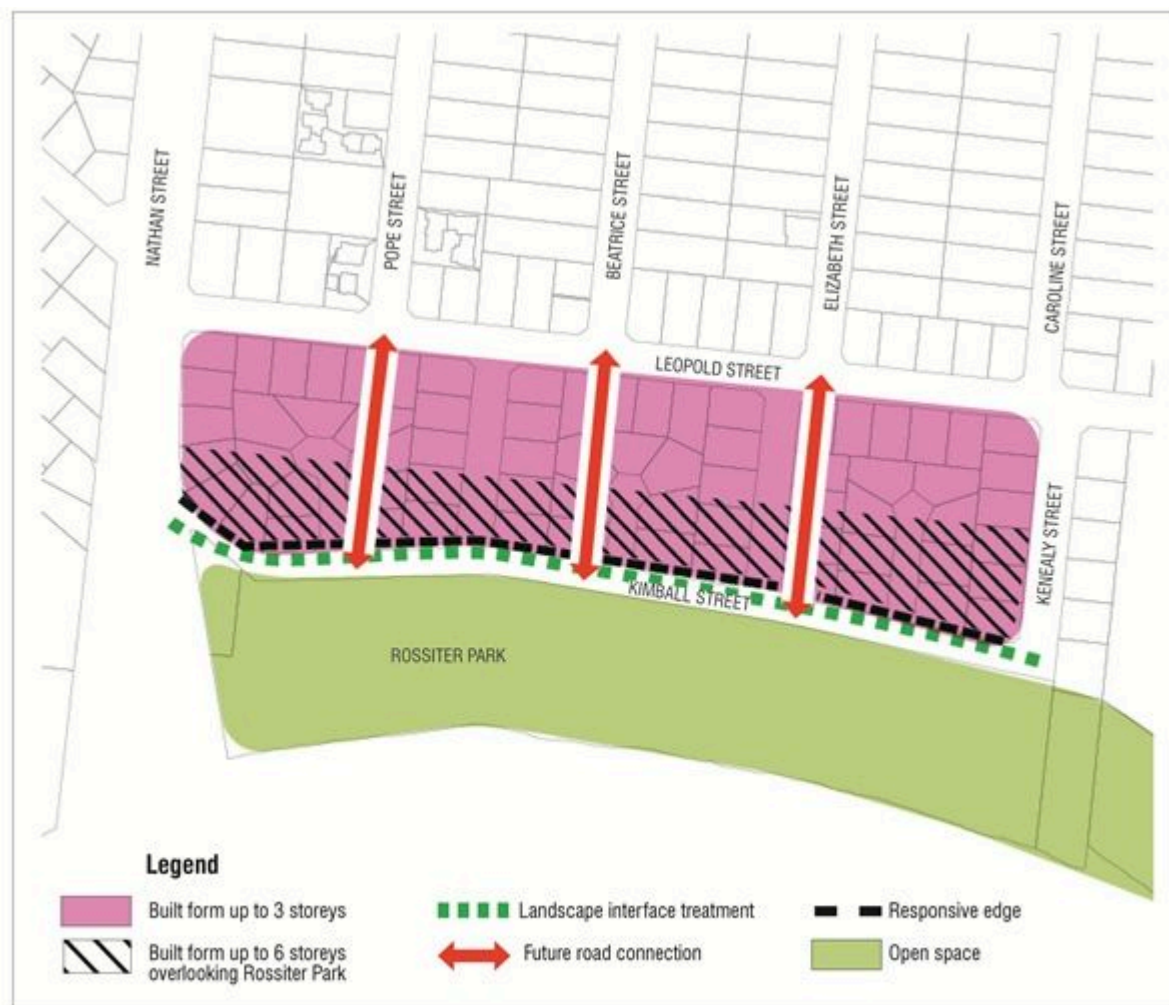 NATHAN STREET
POPE STREET
BEATRICE STREET
ELIZABETH STREET
CAROLINE STREET
LEOPOLD STREET
KENEALY STREET
KIMBALL STREET
ROSSITER PARK
Legend
Built form up to 3 storeys
Built form up to 6 storeys
overlooking Rossiter Park
Landscape interface treatment
Future road connection
Responsive edge
Open space